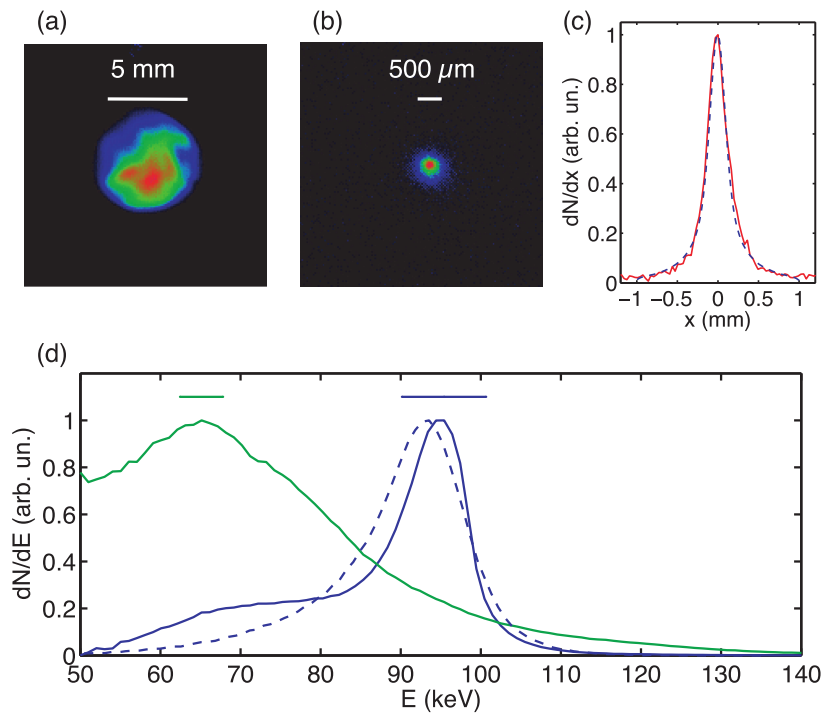 (a)
5 mm
(b)
500 µm
(c)
1
0.8
0.6
0.4
0.2
0
dN/dx (arb. un.)
−1 −0.5 0 0.5 1
x (mm)
(d)
1
0.8
0.6
0.4
0.2
0
dN/dE (arb. un.)
50 60 70 80 90 100 110 120 130 140
E (keV)